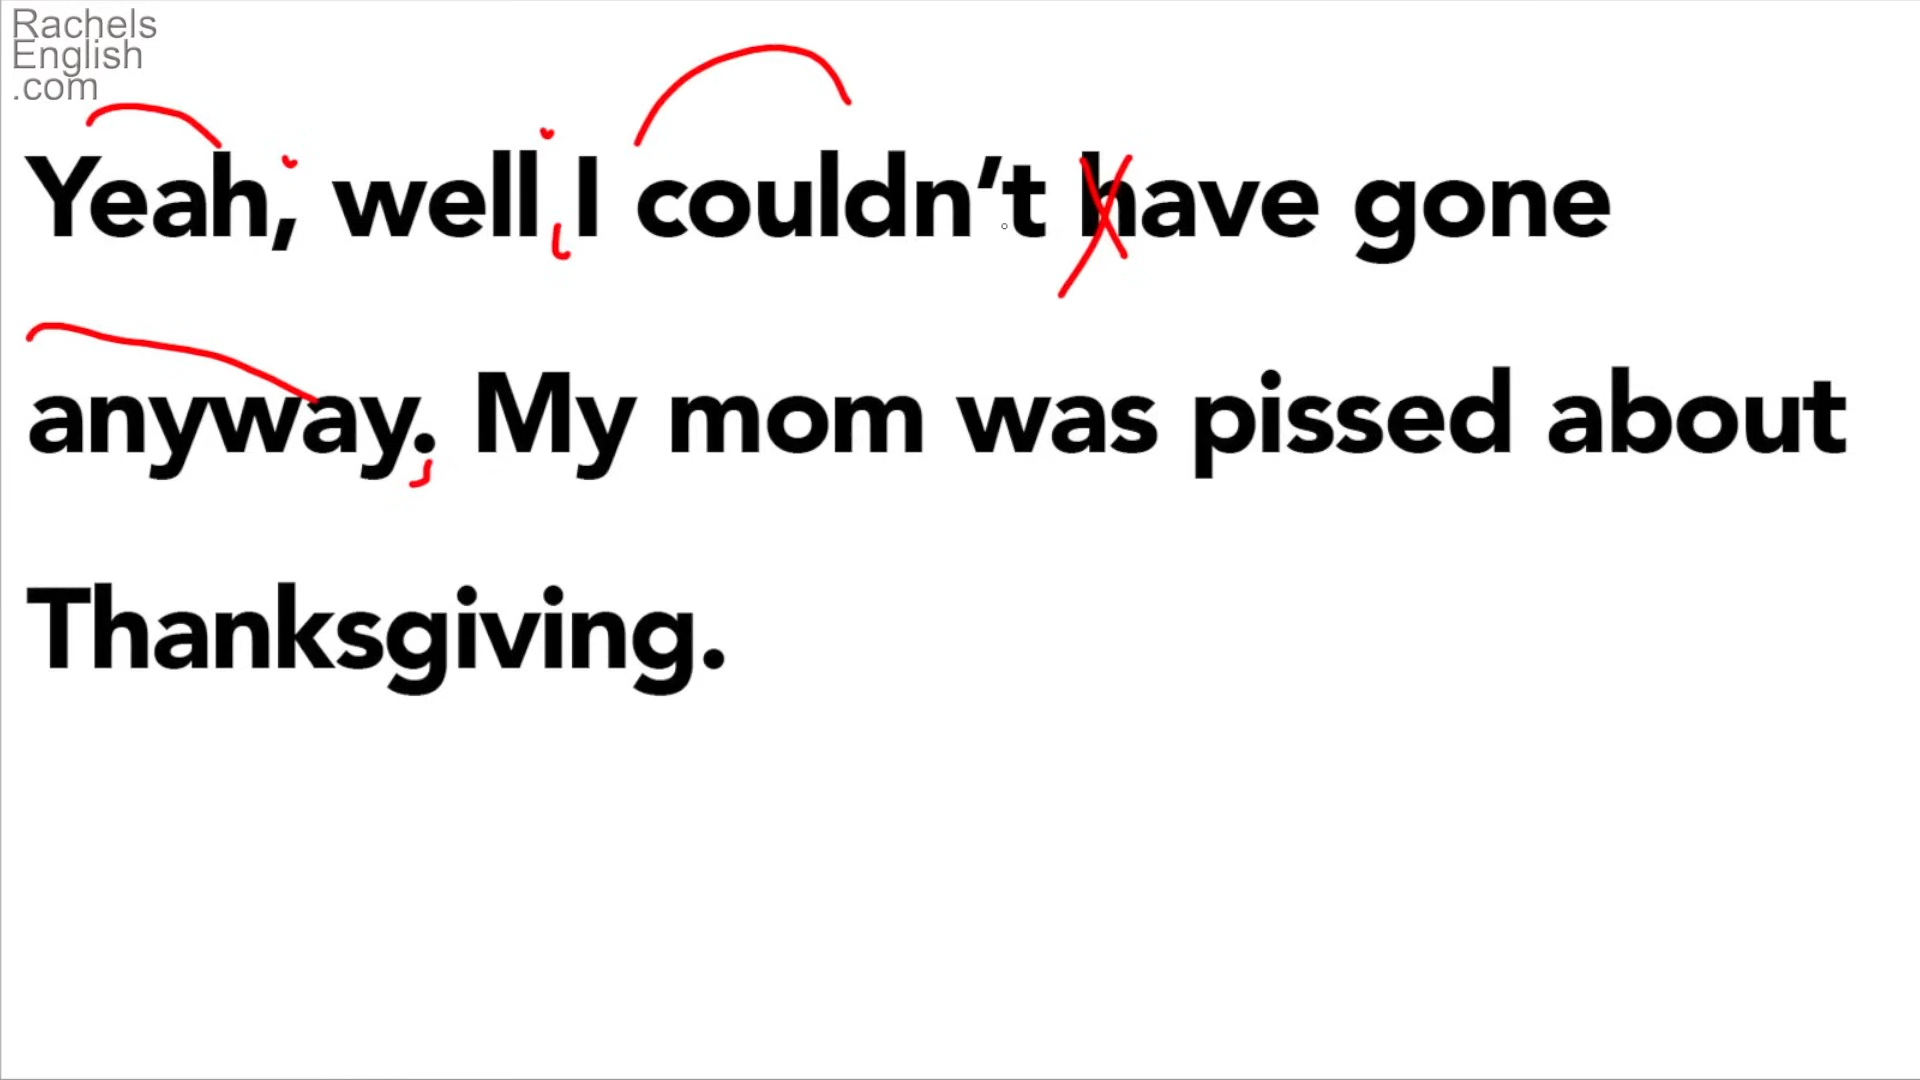 Rachels
English
.com
Yeah, well I couldn't have gone
anyway. My mom was pissed about
Thanksgiving.